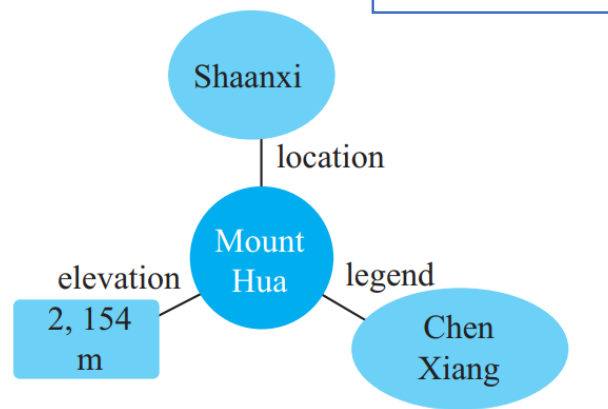 Shaanxi
location
Mount
Hua
elevation
legend
2, 154
m
Chen
Xiang